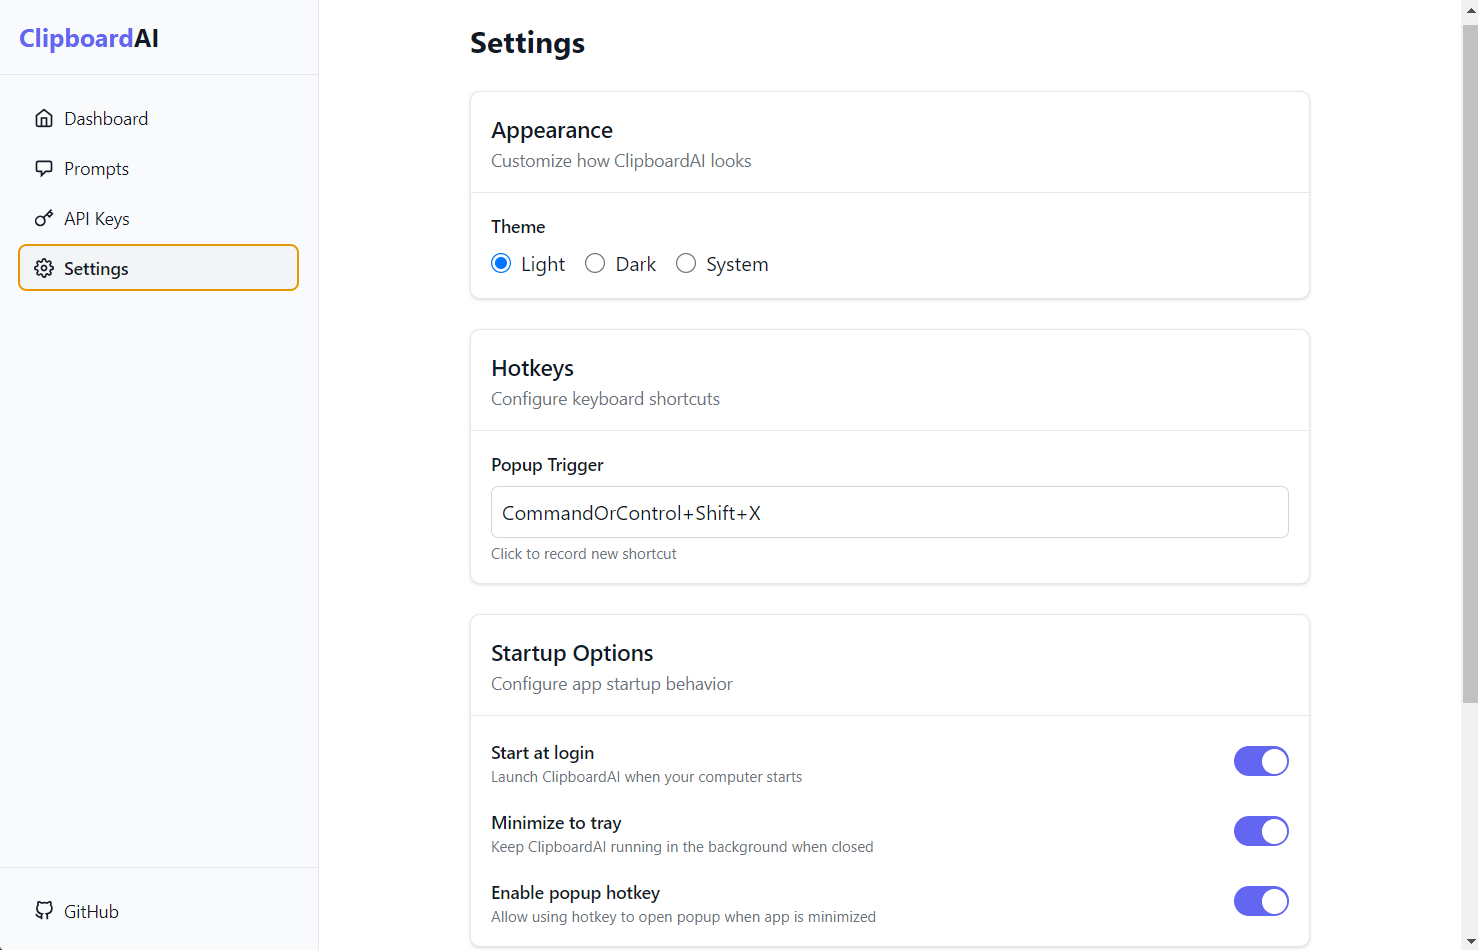 ClipboardAI
Dashboard
Prompts
API Keys
Settings
GitHub
Settings
Appearance
Customize how ClipboardAI looks
Theme
Light Dark System
Hotkeys
Configure keyboard shortcuts
Popup Trigger
CommandOrControl+Shift+X
Click to record new shortcut
Startup Options
Configure app startup behavior
Start at login
Launch ClipboardAI when your computer starts
Minimize to tray
Keep ClipboardAI running in the background when closed
Enable popup hotkey
Allow using hotkey to open popup when app is minimized